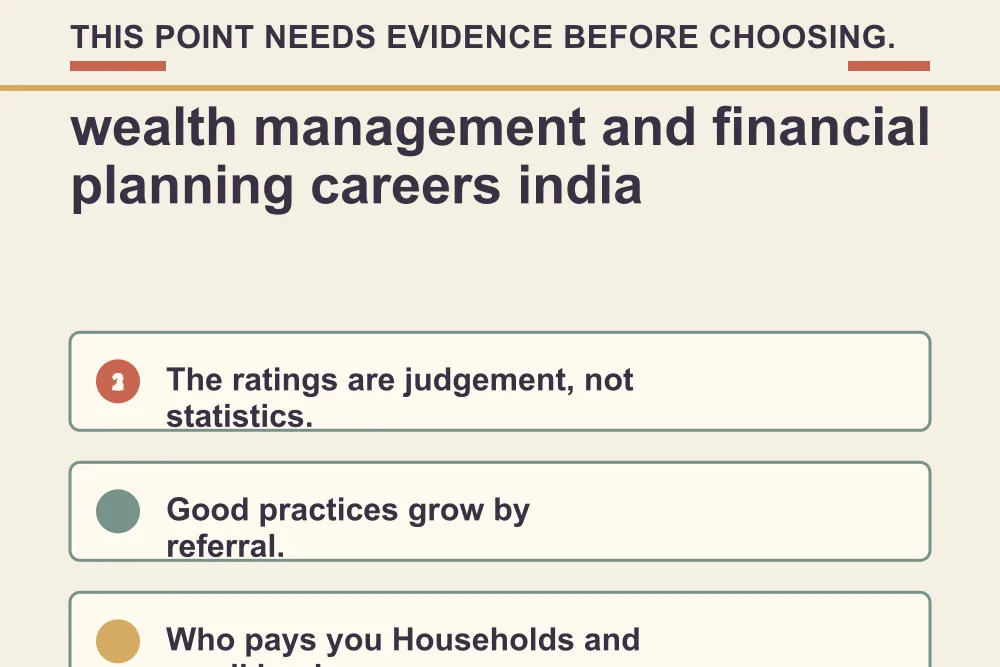 THIS POINT NEEDS EVIDENCE BEFORE CHOOSING.
wealth management and financial
planning careers india
The ratings are judgement, not
statistics.
Good practices grow by
referral.
Who pays you Households and